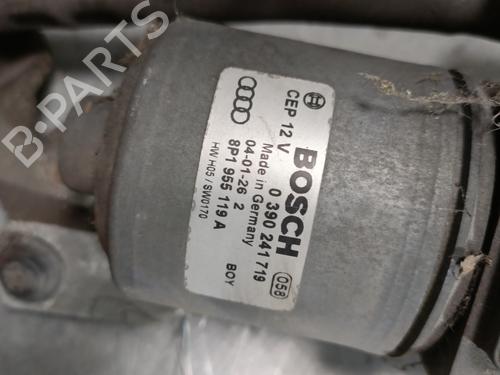 BOSCH
CEP 12 V 0 390 241 719
Made in Germany 058
04-01-26 2
8P1 955 119 A BOY
HW H05 / SW0170
B-PARTS